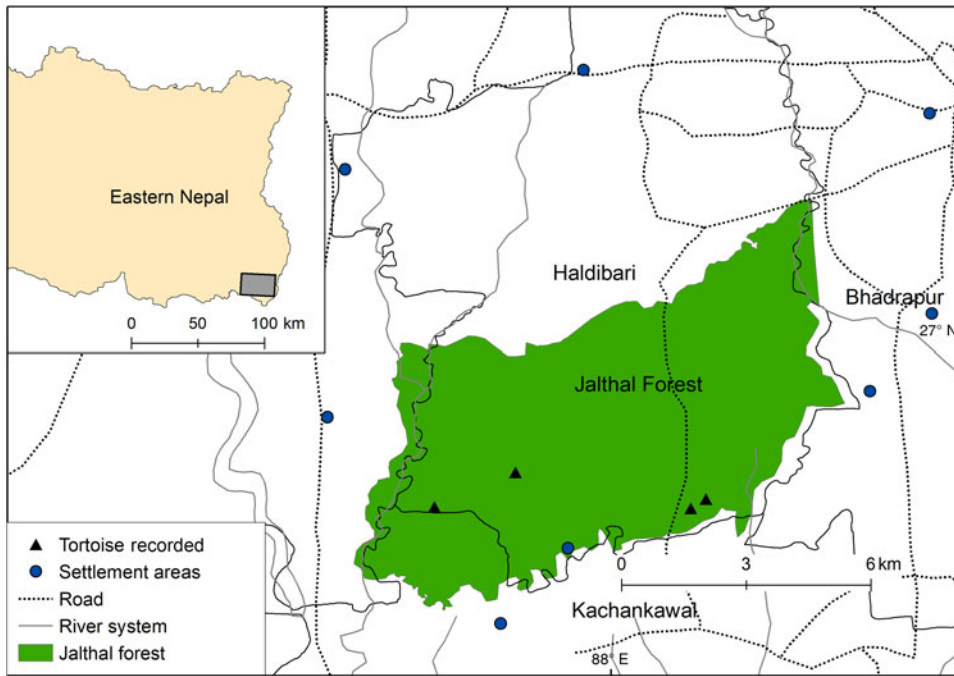 Eastern Nepal
0 50 100 km
Haldibari
Bhadrapur
27° N
Jalthal Forest
Tortoise recorded
Settlement areas
Road
River system
Jalthal forest
0 3 6 km
Kachankawal
88° E